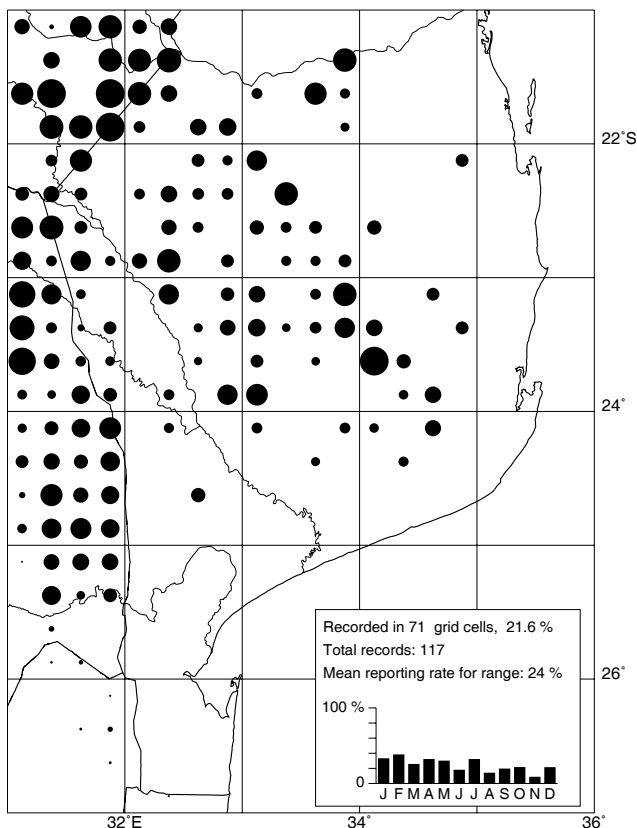 22°S
24°
Recorded in 71 grid cells, 21.6 %
Total records: 117
Mean reporting rate for range: 24 %
26°
100 %
0
J F M A M J J A S O N D
32°E 34° 36°